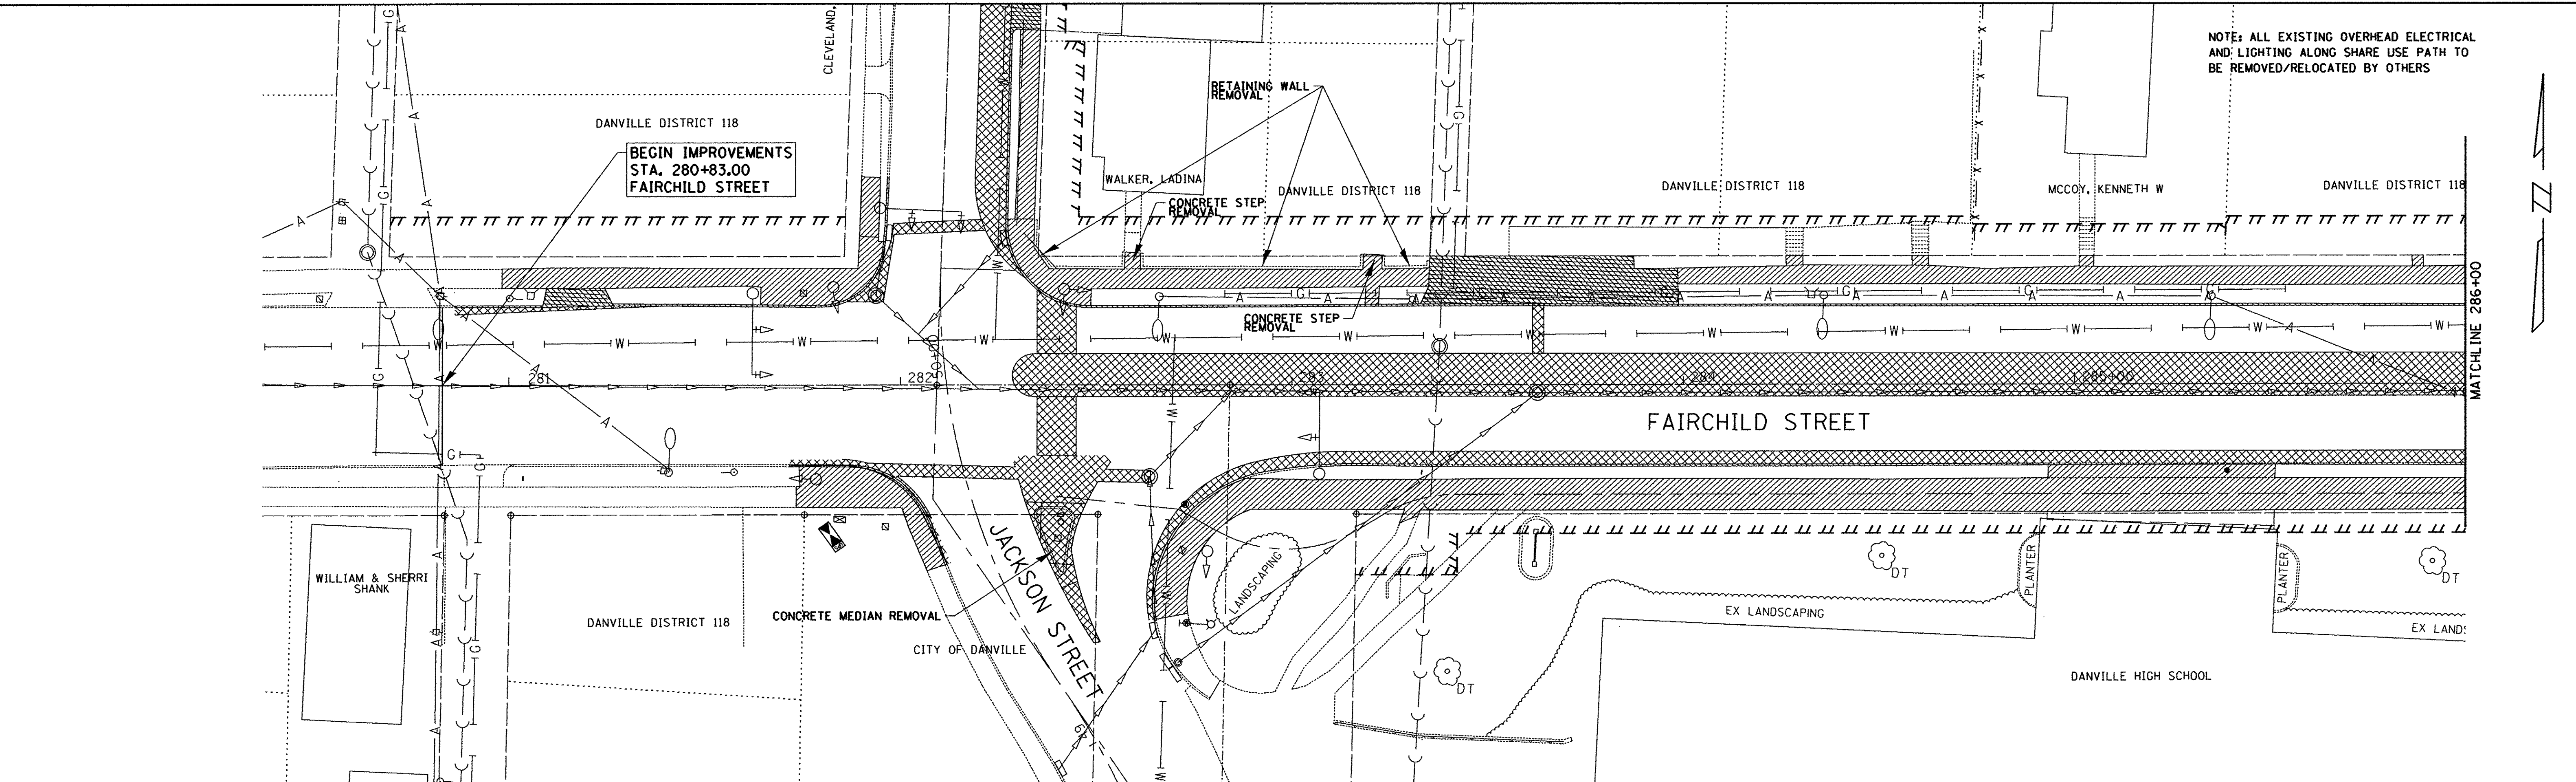 NOTE: ALL EXISTING OVERHEAD ELECTRICAL
AND LIGHTING ALONG SHARE USE PATH TO
BE REMOVED/RELOCATED BY OTHERS
CLEVELAND,
DANVILLE DISTRICT 118
BEGIN IMPROVEMENTS
STA. 280+83.00
FAIRCHILD STREET
RETAINING WALL
REMOVAL
WALKER, LADINA
DANVILLE DISTRICT 118
DANVILLE DISTRICT 118
MCCOY, KENNETH W
DANVILLE DISTRICT 118
CONCRETE STEP
REMOVAL
CONCRETE STEP
REMOVAL
MATCHLINE 286+00
281
282
50+00
283
284
285+00
FAIRCHILD STREET
JACKSON STREET
WILLIAM & SHERRI
SHANK
DANVILLE DISTRICT 118
CONCRETE MEDIAN REMOVAL
CITY OF DANVILLE
LANDSCAPING
DT
EX LANDSCAPING
DT
PLANTER
PLANTER
DT
EX LANDS
DANVILLE HIGH SCHOOL
N